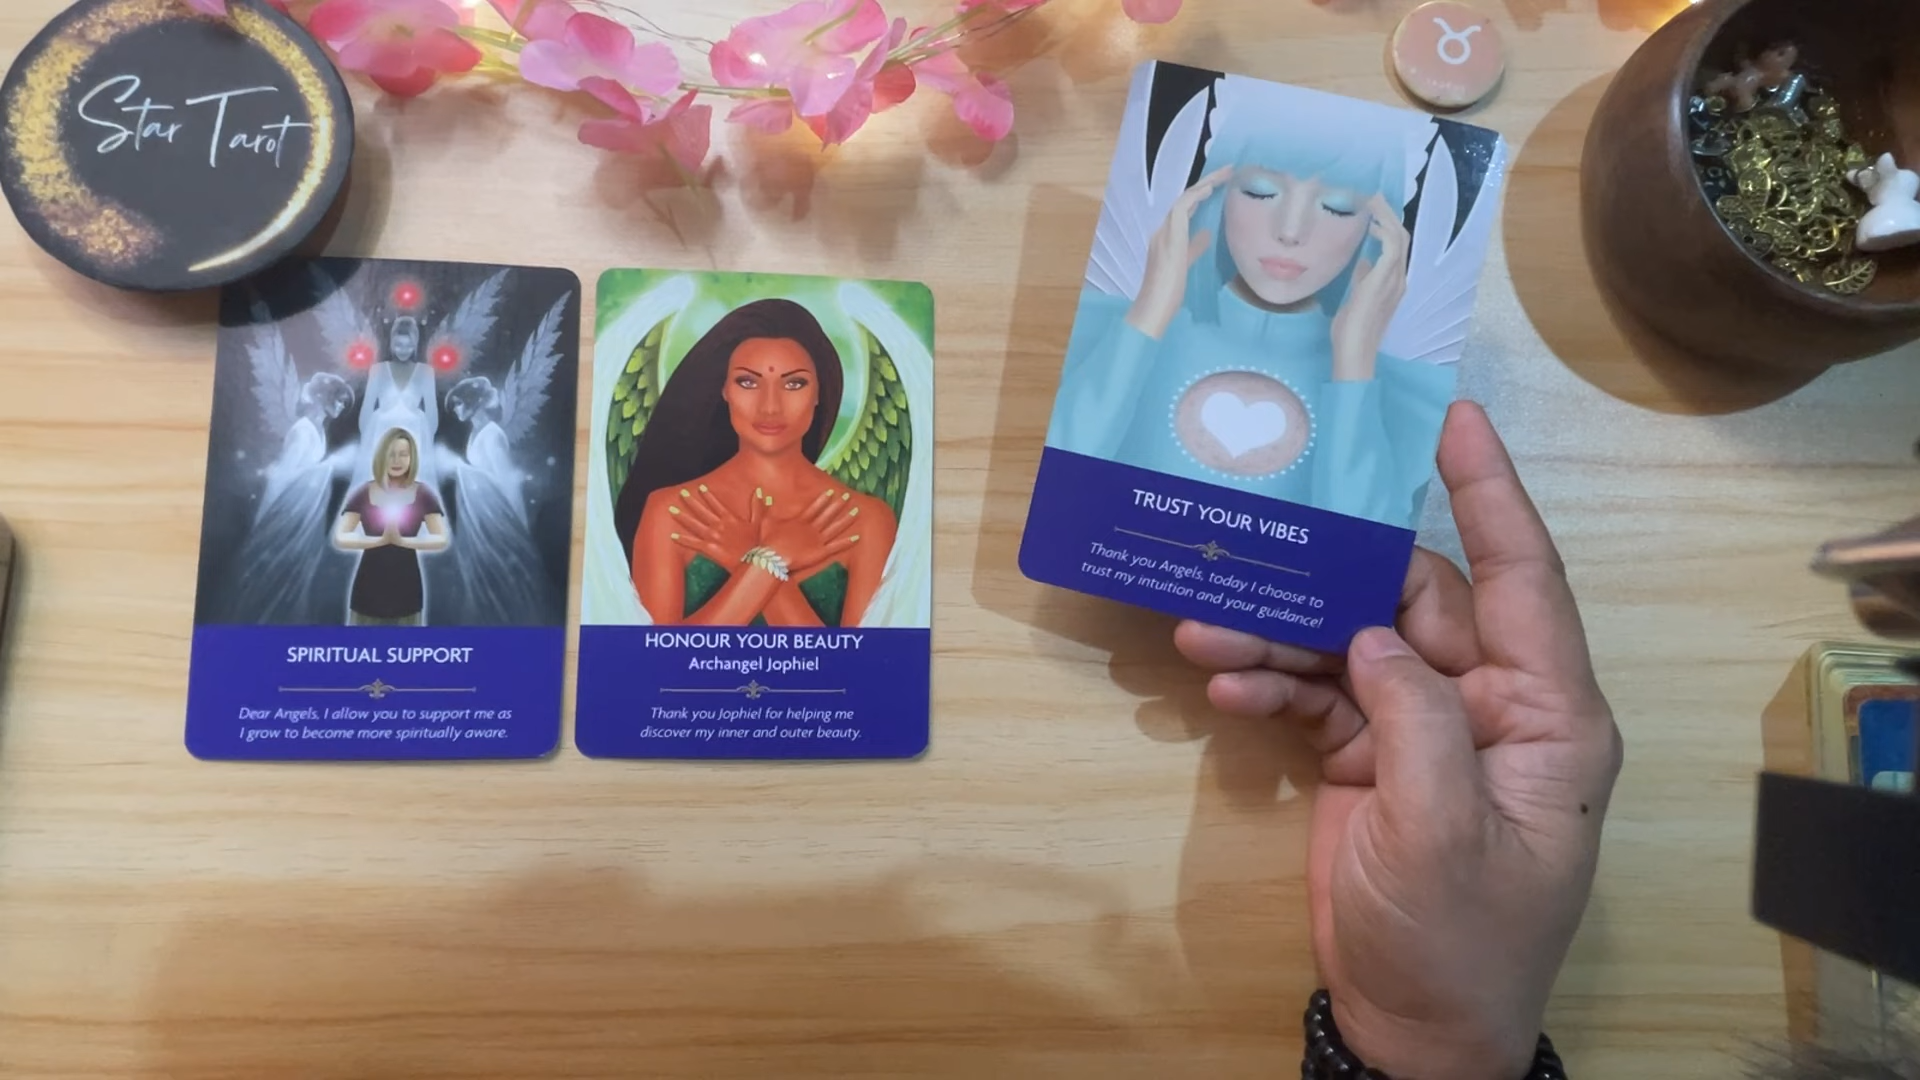 Star Tarot
SPIRITUAL SUPPORT
Dear Angels, I allow you to support me as
I grow to become more spiritually aware.
HONOUR YOUR BEAUTY
Archangel Jophiel
Thank you Jophiel for helping me
discover my inner and outer beauty.
TRUST YOUR VIBES
Thank you Angels, today I choose to
trust my intuition and your guidance!